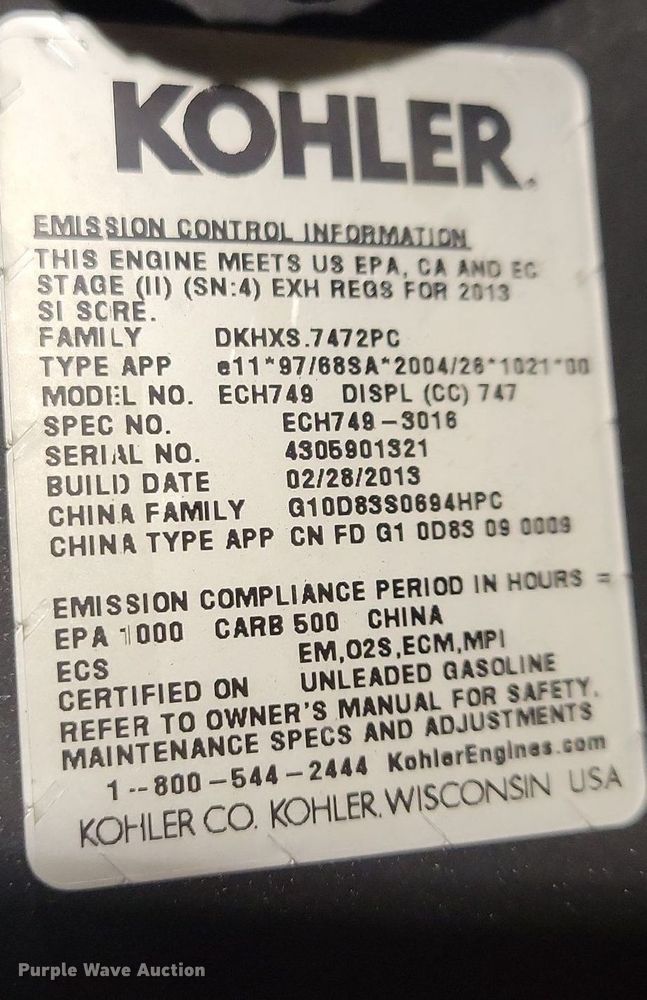 KOHLER.
EMISSION CONTROL INFORMATION
THIS ENGINE MEETS US EPA, CA AND EC
STAGE (II) (SN:4) EXH REGS FOR 2013
SI SCRE.
FAMILY DKHXS.7472PC
TYPE APP e11*97/68SA*2004/26*1021*00
MODEL NO. ECH749 DISPL (CC) 747
SPEC NO. ECH749-3016
SERIAL NO. 4305901321
BUILD DATE 02/28/2013
CHINA FAMILY G10D83S0694HPC
CHINA TYPE APP CN FD G1 0D83 09 0009
EMISSION COMPLIANCE PERIOD IN HOURS =
EPA 1000 CARB 500 CHINA
ECS EM,O2S,ECM,MPI
CERTIFIED ON UNLEADED GASOLINE
REFER TO OWNER'S MANUAL FOR SAFETY.
MAINTENANCE SPECS AND ADJUSTMENTS
1--800-544-2444 KohlerEngines.com
KOHLER CO. KOHLER, WISCONSIN USA
Purple Wave Auction